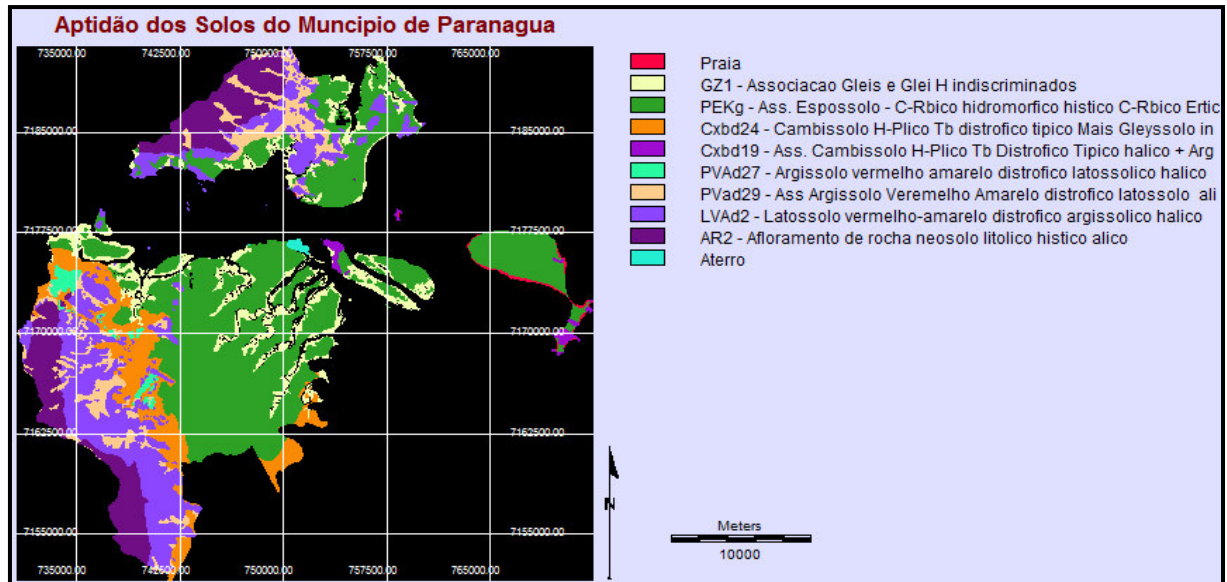 Aptidão dos Solos do Muncipio de Paranagua
735000.00 742500.00 750000.00 757500.00 765000.00
7185000.00 7185000.00
7177500.00 7177500.00
7170000.00 7170000.00
7162500.00 7162500.00
7155000.00 7155000.00
735000.00 742500.00 750000.00 757500.00 765000.00
Praia
GZ1 - Associacao Gleis e Glei H indiscriminados
PEKg - Ass. Espossolo - C-Rbico hidromorfico histico C-Rbico Ertic
Cxbd24 - Cambissolo H-Plico Tb distrofico tipico Mais Gleyssolo in
Cxbd19 - Ass. Cambissolo H-Plico Tb Distrofico Tipico halico + Arg
PVAd27 - Argissolo vermelho amarelo distrofico latossolico halico
PVad29 - Ass Argissolo Veremelho Amarelo distrofico latossolo ali
LVAd2 - Latossolo vermelho-amarelo distrofico argissolico halico
AR2 - Afloramento de rocha neosolo litolico histico alico
Aterro
N
Meters
10000